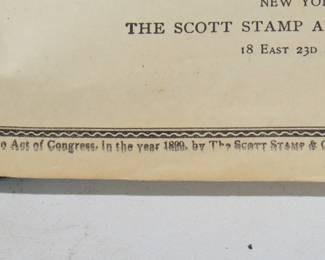 NEW YO
THE SCOTT STAMP A
18 EAST 23D
o Act of Congress, in the year 1899, by The SCOTT STAMP & C